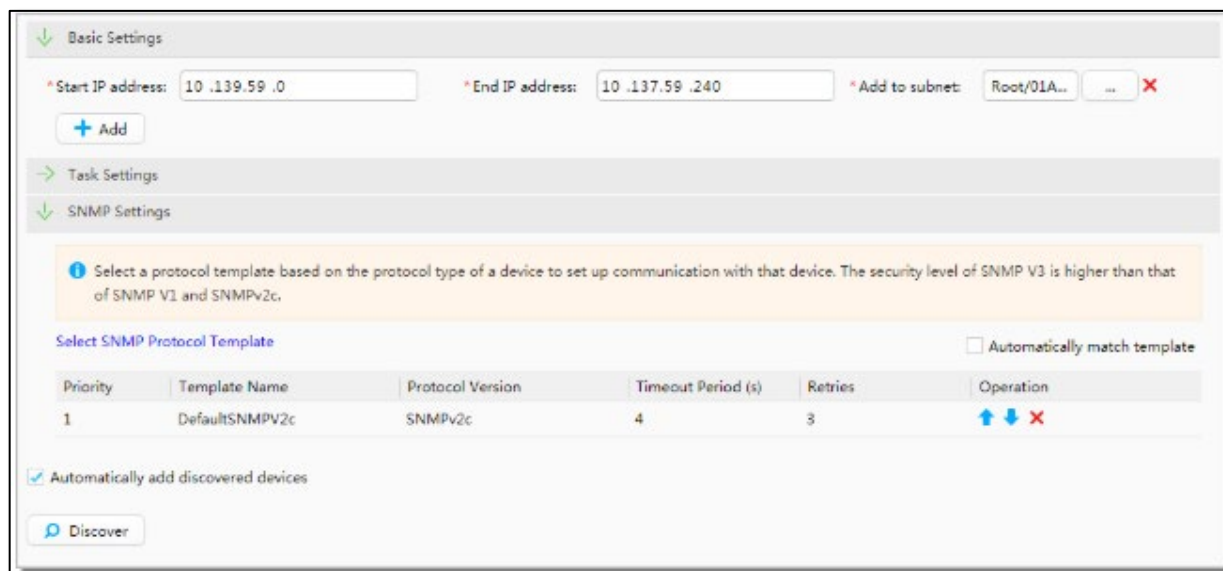 Basic Settings
*Start IP address: 10 .139.59 .0 *End IP address: 10 .137.59 .240 *Add to subnet: Root/01A... ...
Add
Task Settings
SNMP Settings
Select a protocol template based on the protocol type of a device to set up communication with that device. The security level of SNMP V3 is higher than that
of SNMP V1 and SNMPv2c.
Select SNMP Protocol Template Automatically match template
Priority Template Name Protocol Version Timeout Period (s) Retries Operation
1 DefaultSNMPV2c SNMPv2c 4 3
Automatically add discovered devices
Discover